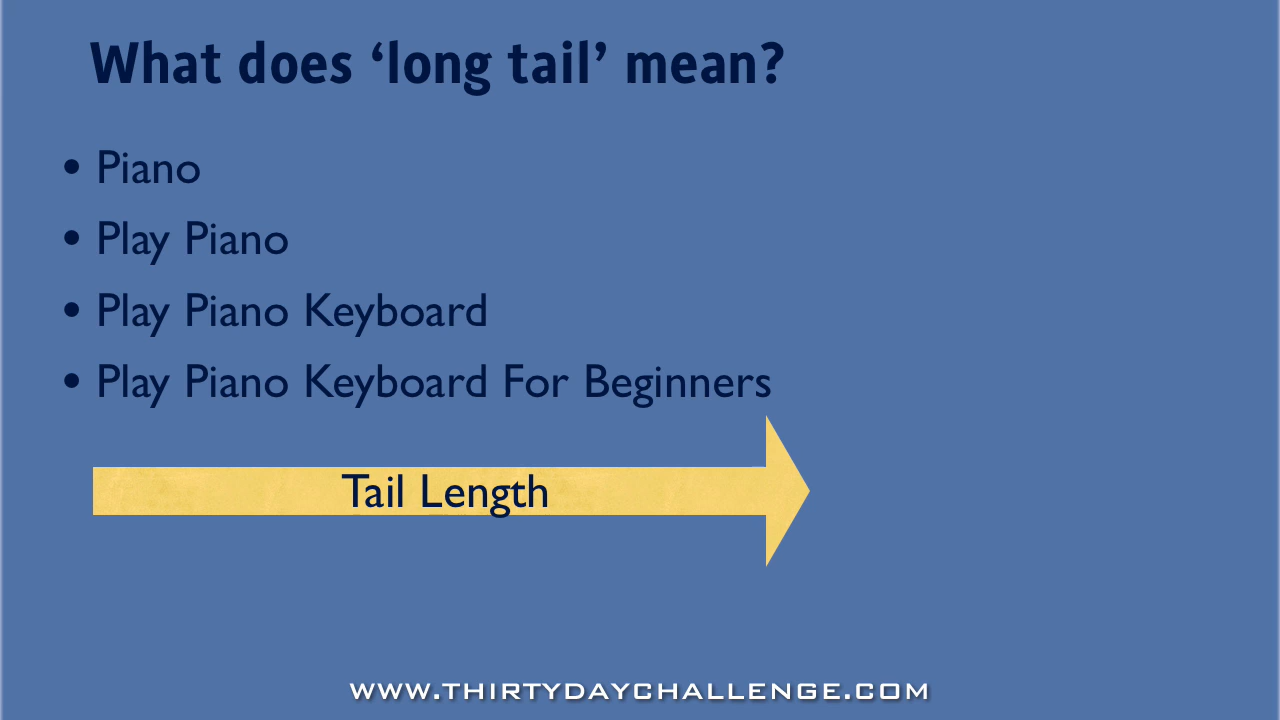 What does ‘long tail’ mean?
• Piano
• Play Piano
• Play Piano Keyboard
• Play Piano Keyboard For Beginners
Tail Length
WWW.THIRTYDAYCHALLENGE.COM